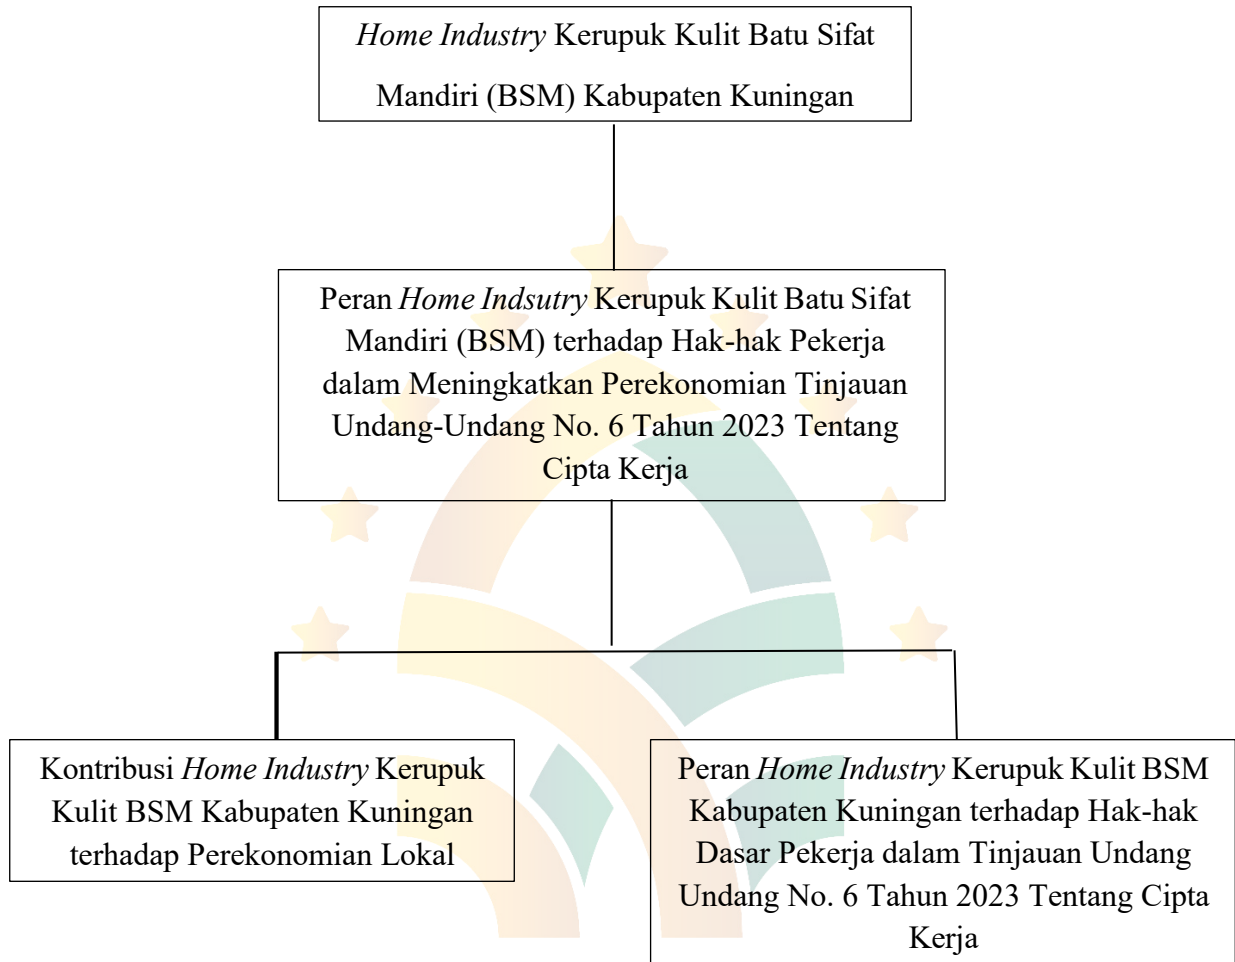 Home Industry Kerupuk Kulit Batu Sifat
Mandiri (BSM) Kabupaten Kuningan
Peran Home Indsutry Kerupuk Kulit Batu Sifat
Mandiri (BSM) terhadap Hak-hak Pekerja
dalam Meningkatkan Perekonomian Tinjauan
Undang-Undang No. 6 Tahun 2023 Tentang
Cipta Kerja
Kontribusi Home Industry Kerupuk
Kulit BSM Kabupaten Kuningan
terhadap Perekonomian Lokal
Peran Home Industry Kerupuk Kulit BSM
Kabupaten Kuningan terhadap Hak-hak
Dasar Pekerja dalam Tinjauan Undang
Undang No. 6 Tahun 2023 Tentang Cipta
Kerja